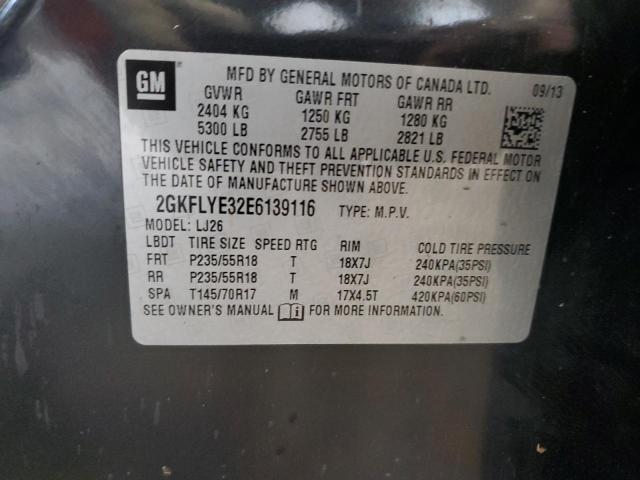 GM
MFD BY GENERAL MOTORS OF CANADA LTD. 09/13
GVWR GAWR FRT GAWR RR
2404 KG 1250 KG 1280 KG
5300 LB 2755 LB 2821 LB
THIS VEHICLE CONFORMS TO ALL APPLICABLE U.S. FEDERAL MOTOR
VEHICLE SAFETY AND THEFT PREVENTION STANDARDS IN EFFECT ON
THE DATE OF MANUFACTURE SHOWN ABOVE.
2GKFLYE32E6139116 TYPE: M.P.V.
MODEL: LJ26
LBDT TIRE SIZE SPEED RTG RIM COLD TIRE PRESSURE
FRT P235/55R18 T 18X7J 240KPA(35PSI)
RR P235/55R18 T 18X7J 240KPA(35PSI)
SPA T145/70R17 M 17X4.5T 420KPA(60PSI)
SEE OWNER'S MANUAL FOR MORE INFORMATION.